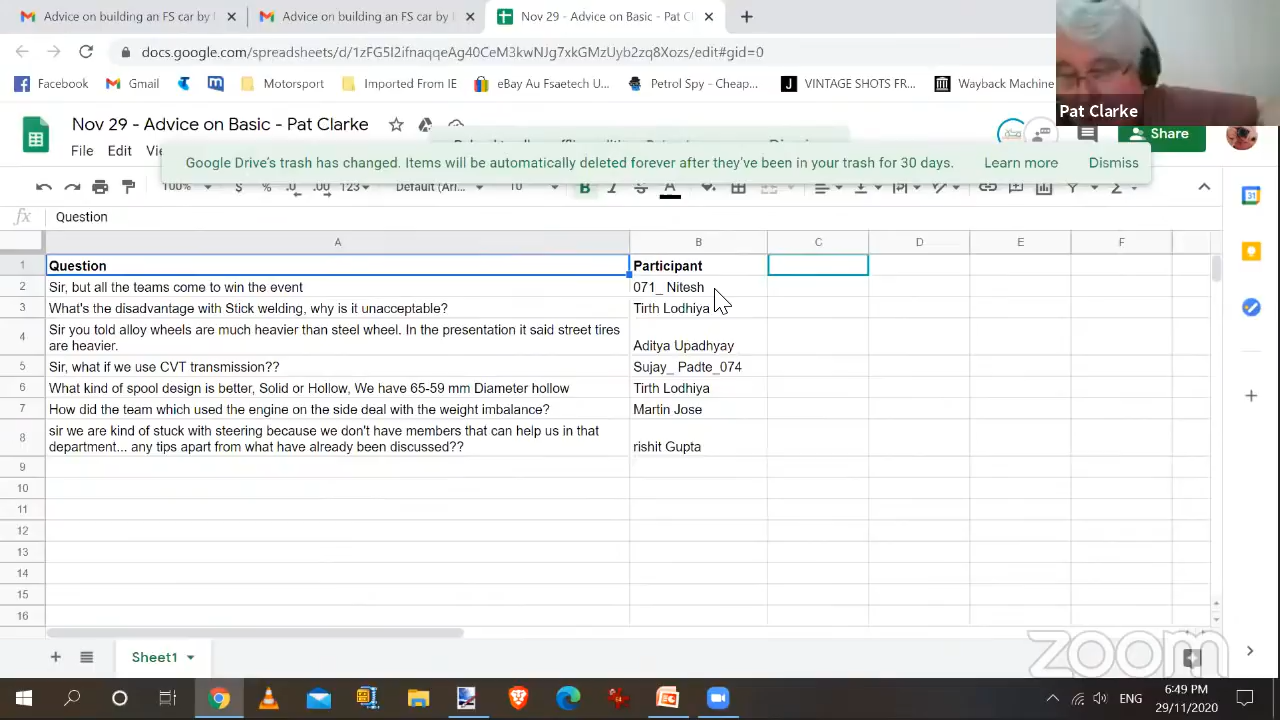 Advice on building an FS car by
Advice on building an FS car by
Nov 29 - Advice on Basic - Pat Cl
docs.google.com/spreadsheets/d/1zFG5l2ifnaqqeAg40CeM3kwNJg7xkGMzUyb2zq8Xozs/edit#gid=0
Facebook
Gmail
Motorsport
Imported From IE
eBay Au Fsaetech U...
Petrol Spy - Cheap...
VINTAGE SHOTS FR...
Wayback Machine
Pat Clarke
Nov 29 - Advice on Basic - Pat Clarke
Share
File
Edit
Vie
Google Drive's trash has changed. Items will be automatically deleted forever after they've been in your trash for 30 days.
Learn more
Dismiss
100%
$
%
.0
.00
123
Default (Ari...
10
B
I
S
A
fx
Question
A
B
C
D
E
F
1
Question
Participant
2
Sir, but all the teams come to win the event
071_ Nitesh
3
What's the disadvantage with Stick welding, why is it unacceptable?
Tirth Lodhiya
4
Sir you told alloy wheels are much heavier than steel wheel. In the presentation it said street tires
are heavier.
Aditya Upadhyay
5
Sir, what if we use CVT transmission??
Sujay_ Padte_074
6
What kind of spool design is better, Solid or Hollow, We have 65-59 mm Diameter hollow
Tirth Lodhiya
7
How did the team which used the engine on the side deal with the weight imbalance?
Martin Jose
8
sir we are kind of stuck with steering because we don't have members that can help us in that
department... any tips apart from what have already been discussed??
rishit Gupta
9
10
11
12
13
14
15
16
Sheet1
zoom
ENG
6:49 PM
29/11/2020